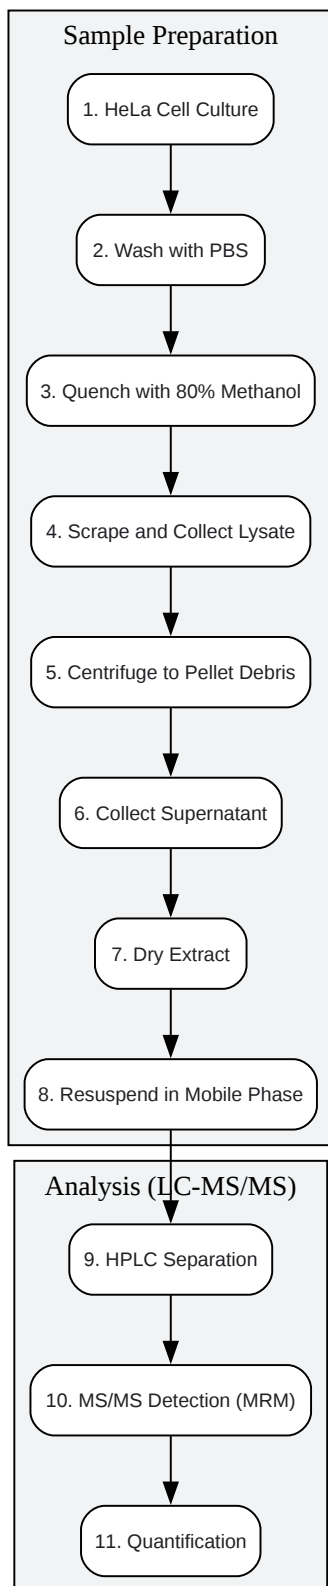 Sample Preparation
1. HeLa Cell Culture
2. Wash with PBS
3. Quench with 80% Methanol
4. Scrape and Collect Lysate
5. Centrifuge to Pellet Debris
6. Collect Supernatant
7. Dry Extract
8. Resuspend in Mobile Phase
Analysis (LC-MS/MS)
9. HPLC Separation
10. MS/MS Detection (MRM)
11. Quantification